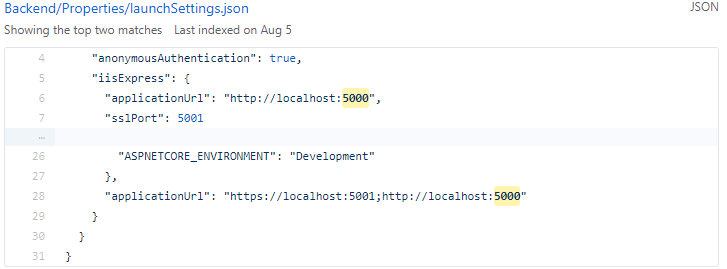 Backend/Properties/launchSettings.json JSON
Showing the top two matches Last indexed on Aug 5
4 "anonymousAuthentication": true,
5 "iisExpress": {
6 "applicationUrl": "http://localhost:5000",
7 "sslPort": 5001
…
26 "ASPNETCORE_ENVIRONMENT": "Development"
27 },
28 "applicationUrl": "https://localhost:5001;http://localhost:5000"
29 }
30 }
31 }